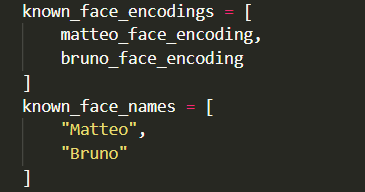 known_face_encodings = [
    matteo_face_encoding,
    bruno_face_encoding
]
known_face_names = [
    "Matteo",
    "Bruno"
]